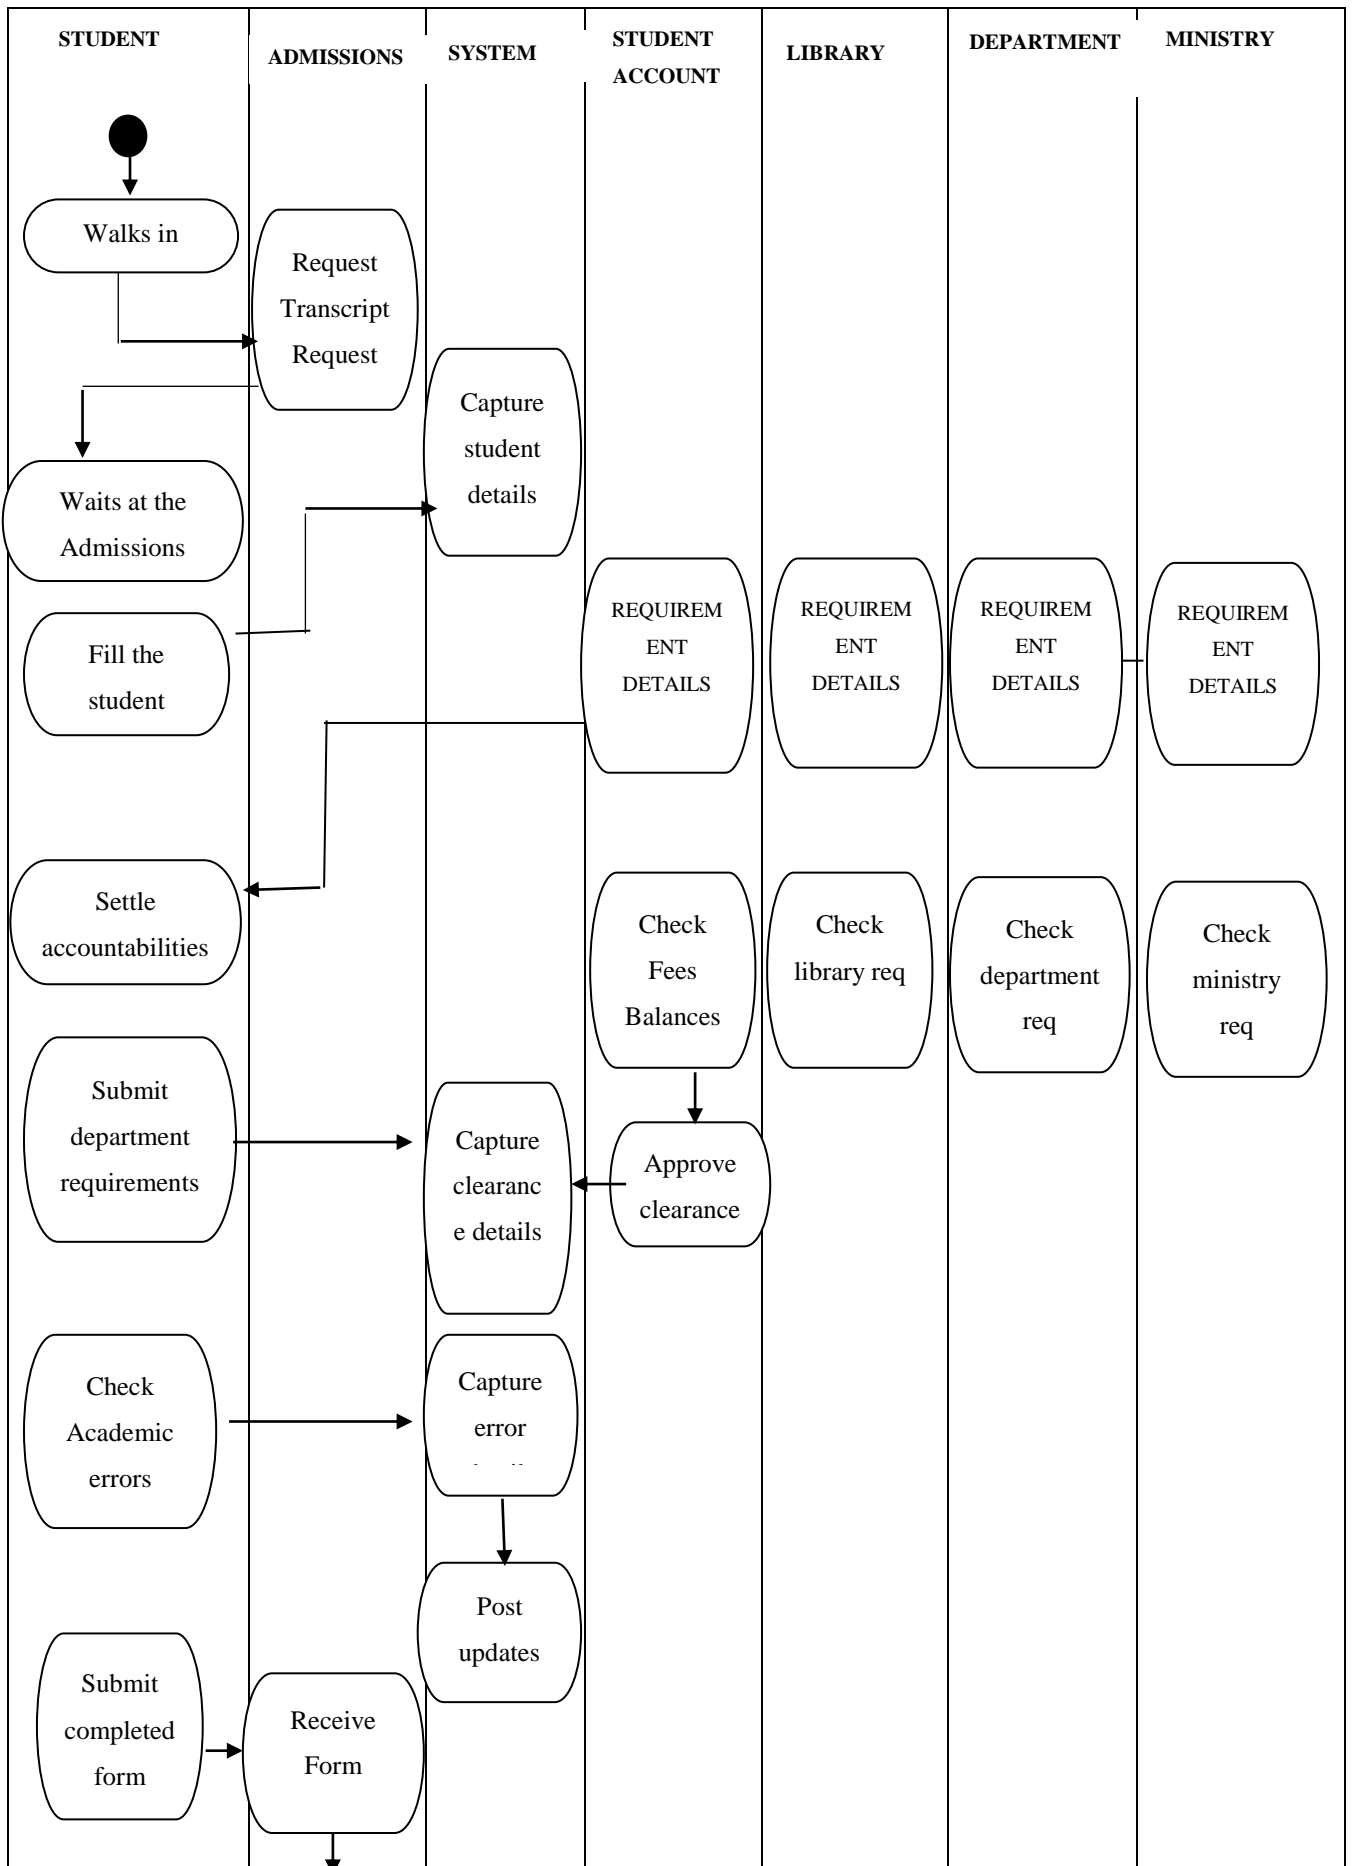 STUDENT
ADMISSIONS
SYSTEM
STUDENT
ACCOUNT
LIBRARY
DEPARTMENT
MINISTRY
Walks in
Request
Transcript
Request
Capture
student
details
Waits at the
Admissions
Fill the
student
REQUIREM
ENT
DETAILS
REQUIREM
ENT
DETAILS
REQUIREM
ENT
DETAILS
REQUIREM
ENT
DETAILS
Settle
accountabilities
Check
Fees
Balances
Check
library req
Check
department
req
Check
ministry
req
Submit
department
requirements
Capture
clearanc
e details
Approve
clearance
Check
Academic
errors
Capture
error
Post
updates
Submit
completed
form
Receive
Form